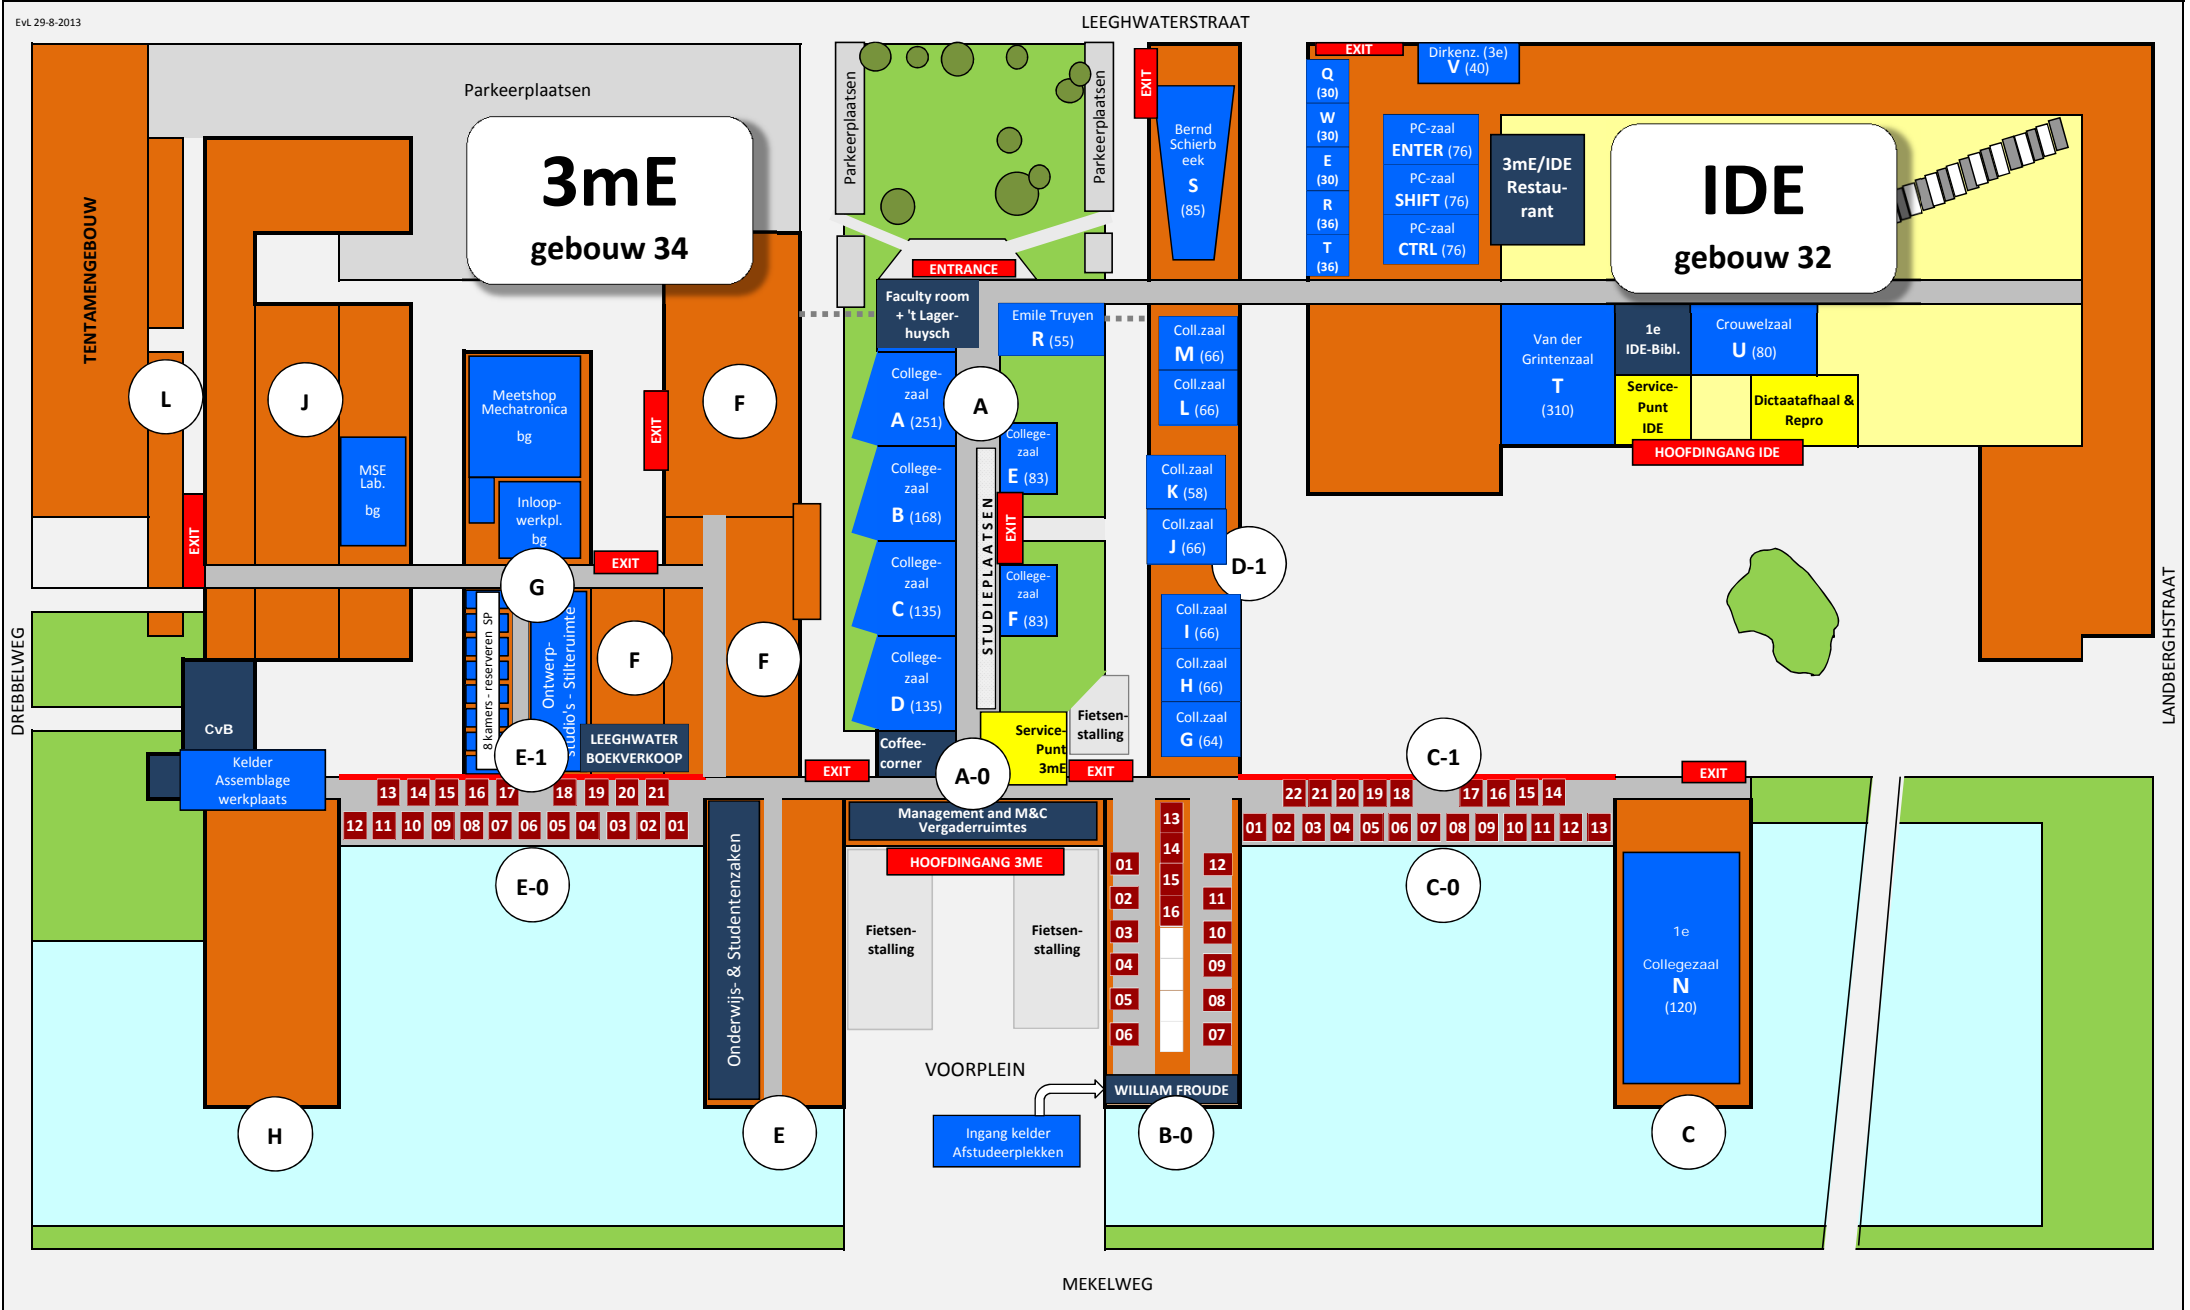 EvL 29-8-2013
LEEGHWATERSTRAAT
Parkeerplaatsen
3mE
gebouw 34
TENTAMENGEBOUW
L
J
F
Meetshop
Mechatronica
bg
MSE
Lab.
bg
Inloop-
werkpl.
bg
EXIT
EXIT
EXIT
G
8 kamers - reserveren SP
Ontwerp-
studio's - Stilteruimte
F
F
LEEGHWATER
BOEKVERKOOP
E-1
CvB
Kelder
Assemblage
werkplaats
DREBBELWEG
Parkeerplaatsen
Parkeerplaatsen
ENTRANCE
Faculty room
+ 't Lager-
huysch
Emile Truyen
R (55)
A
College-
zaal
A (251)
College-
zaal
B (168)
College-
zaal
C (135)
College-
zaal
D (135)
College-
zaal
E (83)
EXIT
College-
zaal
F (83)
STUDIEPLAATSEN
Coffee-
corner
Service-
Punt
3mE
Fietsen-
stalling
EXIT
A-0
EXIT
EXIT
Bernd
Schierb
eek
S
(85)
Coll.zaal
M (66)
Coll.zaal
L (66)
Coll.zaal
K (58)
Coll.zaal
J (66)
D-1
Coll.zaal
I (66)
Coll.zaal
H (66)
Coll.zaal
G (64)
EXIT
Dirkenz. (3e)
V (40)
Q
(30)
W
(30)
E
(30)
R
(36)
T
(36)
PC-zaal
ENTER (76)
PC-zaal
SHIFT (76)
PC-zaal
CTRL (76)
3mE/IDE
Restau-
rant
IDE
gebouw 32
Van der
Grintenzaal
T
(310)
1e
IDE-Bibl.
Crouwelzaal
U (80)
Service-
Punt
IDE
Dictaatafhaal &
Repro
HOOFDINGANG IDE
LANDBERGHSTRAAT
C-1
EXIT
13 14 15 16 17 18 19 20 21
12 11 10 09 08 07 06 05 04 03 02 01
E-0
Onderwijs- & Studentenzaken
Management and M&C
Vergaderruimtes
HOOFDINGANG 3ME
Fietsen-
stalling
Fietsen-
stalling
VOORPLEIN
Ingang kelder
Afstudeerplekken
13
14
15
16
01
02
03
04
05
06
12
11
10
09
08
07
WILLIAM FROUDE
22 21 20 19 18 17 16 15 14
01 02 03 04 05 06 07 08 09 10 11 12 13
C-0
1e
Collegezaal
N
(120)
H
E
B-0
C
MEKELWEG